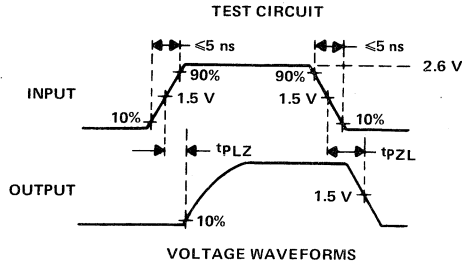 TEST CIRCUIT
≤5 ns ≤5 ns
2.6 V
90% 90%
INPUT 1.5 V 1.5 V
10% 10%
tPLZ tPZL
OUTPUT 1.5 V
10%
VOLTAGE WAVEFORMS